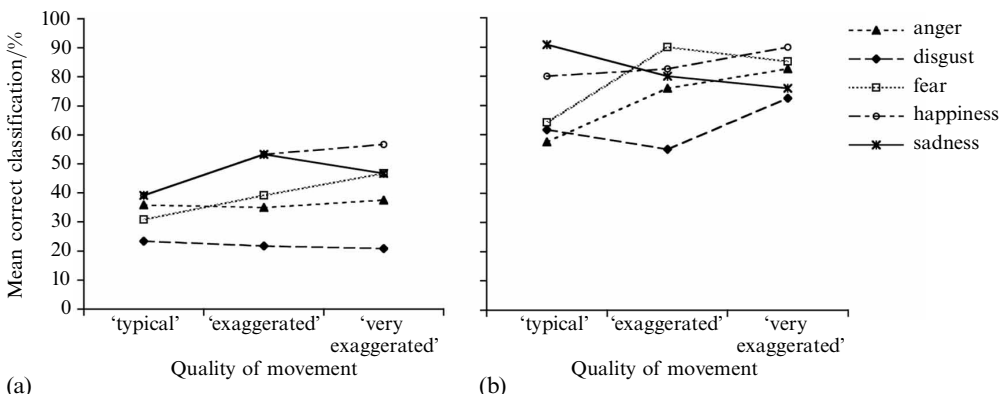 Mean correct classification/%
100
90
80
70
60
50
40
30
20
10
0
‘typical’ ‘exaggerated’ ‘very
exaggerated’
Quality of movement
(a)
‘typical’ ‘exaggerated’ ‘very
exaggerated’
Quality of movement
(b)
anger
disgust
fear
happiness
sadness